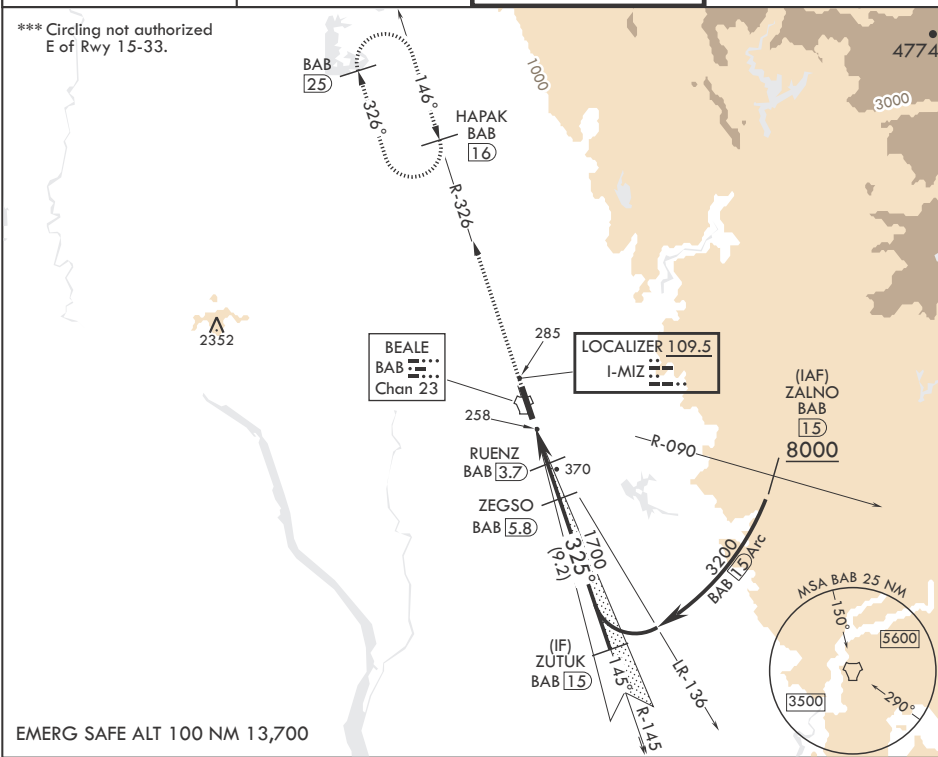 *** Circling not authorized
E of Rwy 15-33.
BAB
25
326°
146°
HAPAK
BAB
16
R-326
1000
4774
3000
2352
BEALE
BAB
Chan 23
285
LOCALIZER 109.5
I-MIZ
258
RUENZ
BAB 3.7
370
ZEGSO
BAB 5.8
1700
325°
(9.2)
(IAF)
ZALNO
BAB
15
8000
R-090
3200
BAB 15 Arc
(IF)
ZUTUK
BAB 15
145°
R-145
LR-136
MSA BAB 25 NM
150°
5600
3500
290°
EMERG SAFE ALT 100 NM 13,700